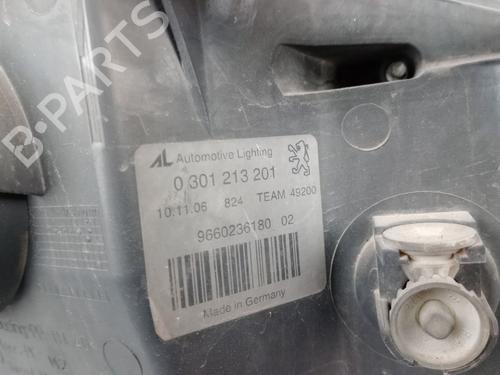 B-PARTS
AL Automotive Lighting
0 301 213 201
10.11.06 824 TEAM 49200
9660236180 02
Made in Germany